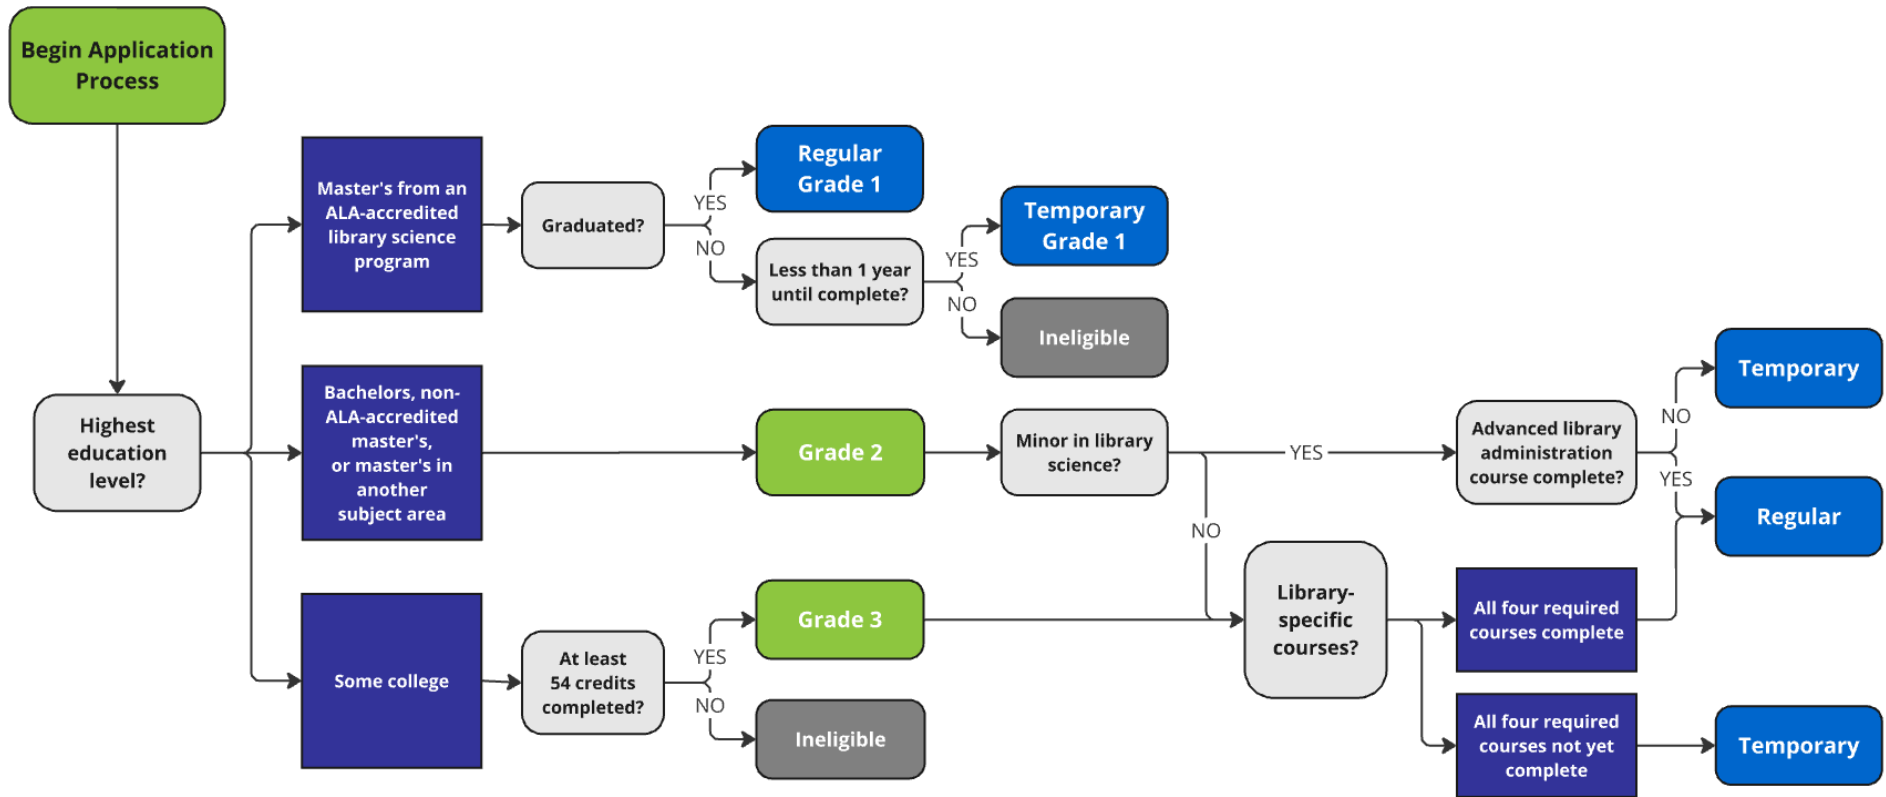 Begin Application
Process
Highest
education
level?
Master's from an
ALA-accredited
library science
program
Graduated?
YES
NO
Regular
Grade 1
Less than 1 year
until complete?
YES
NO
Temporary
Grade 1
Ineligible
Bachelors, non-
ALA-accredited
master's,
or master's in
another
subject area
Grade 2
Minor in library
science?
YES
NO
Advanced library
administration
course complete?
NO
YES
Temporary
Regular
Some college
At least
54 credits
completed?
YES
NO
Grade 3
Ineligible
Library-
specific
courses?
All four required
courses complete
All four required
courses not yet
complete
Temporary